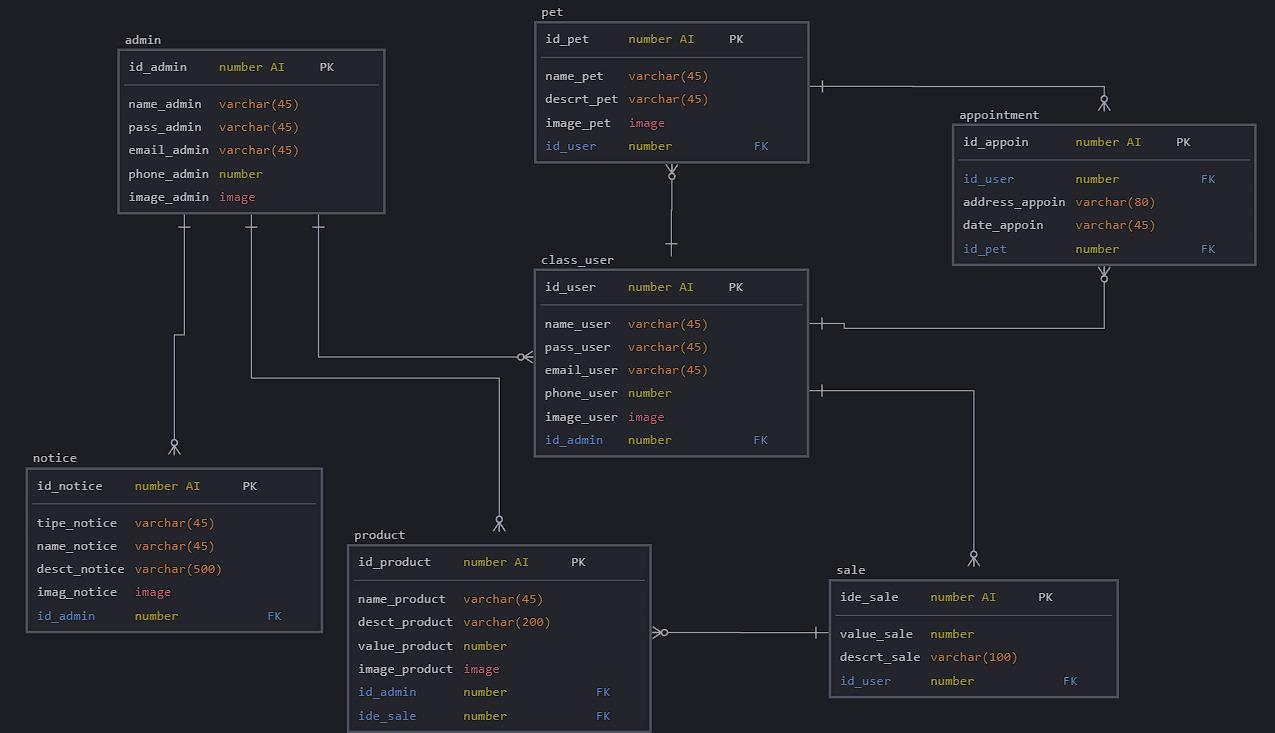 pet
id_pet number AI PK
name_pet varchar(45)
descrt_pet varchar(45)
image_pet image
id_user number FK
admin
id_admin number AI PK
name_admin varchar(45)
pass_admin varchar(45)
email_admin varchar(45)
phone_admin number
image_admin image
appointment
id_appoin number AI PK
id_user number FK
address_appoin varchar(80)
date_appoin varchar(45)
id_pet number FK
class_user
id_user number AI PK
name_user varchar(45)
pass_user varchar(45)
email_user varchar(45)
phone_user number
image_user image
id_admin number FK
notice
id_notice number AI PK
tipe_notice varchar(45)
name_notice varchar(45)
desct_notice varchar(500)
imag_notice image
id_admin number FK
product
id_product number AI PK
name_product varchar(45)
desct_product varchar(200)
value_product number
image_product image
id_admin number FK
ide_sale number FK
sale
ide_sale number AI PK
value_sale number
descrt_sale varchar(100)
id_user number FK